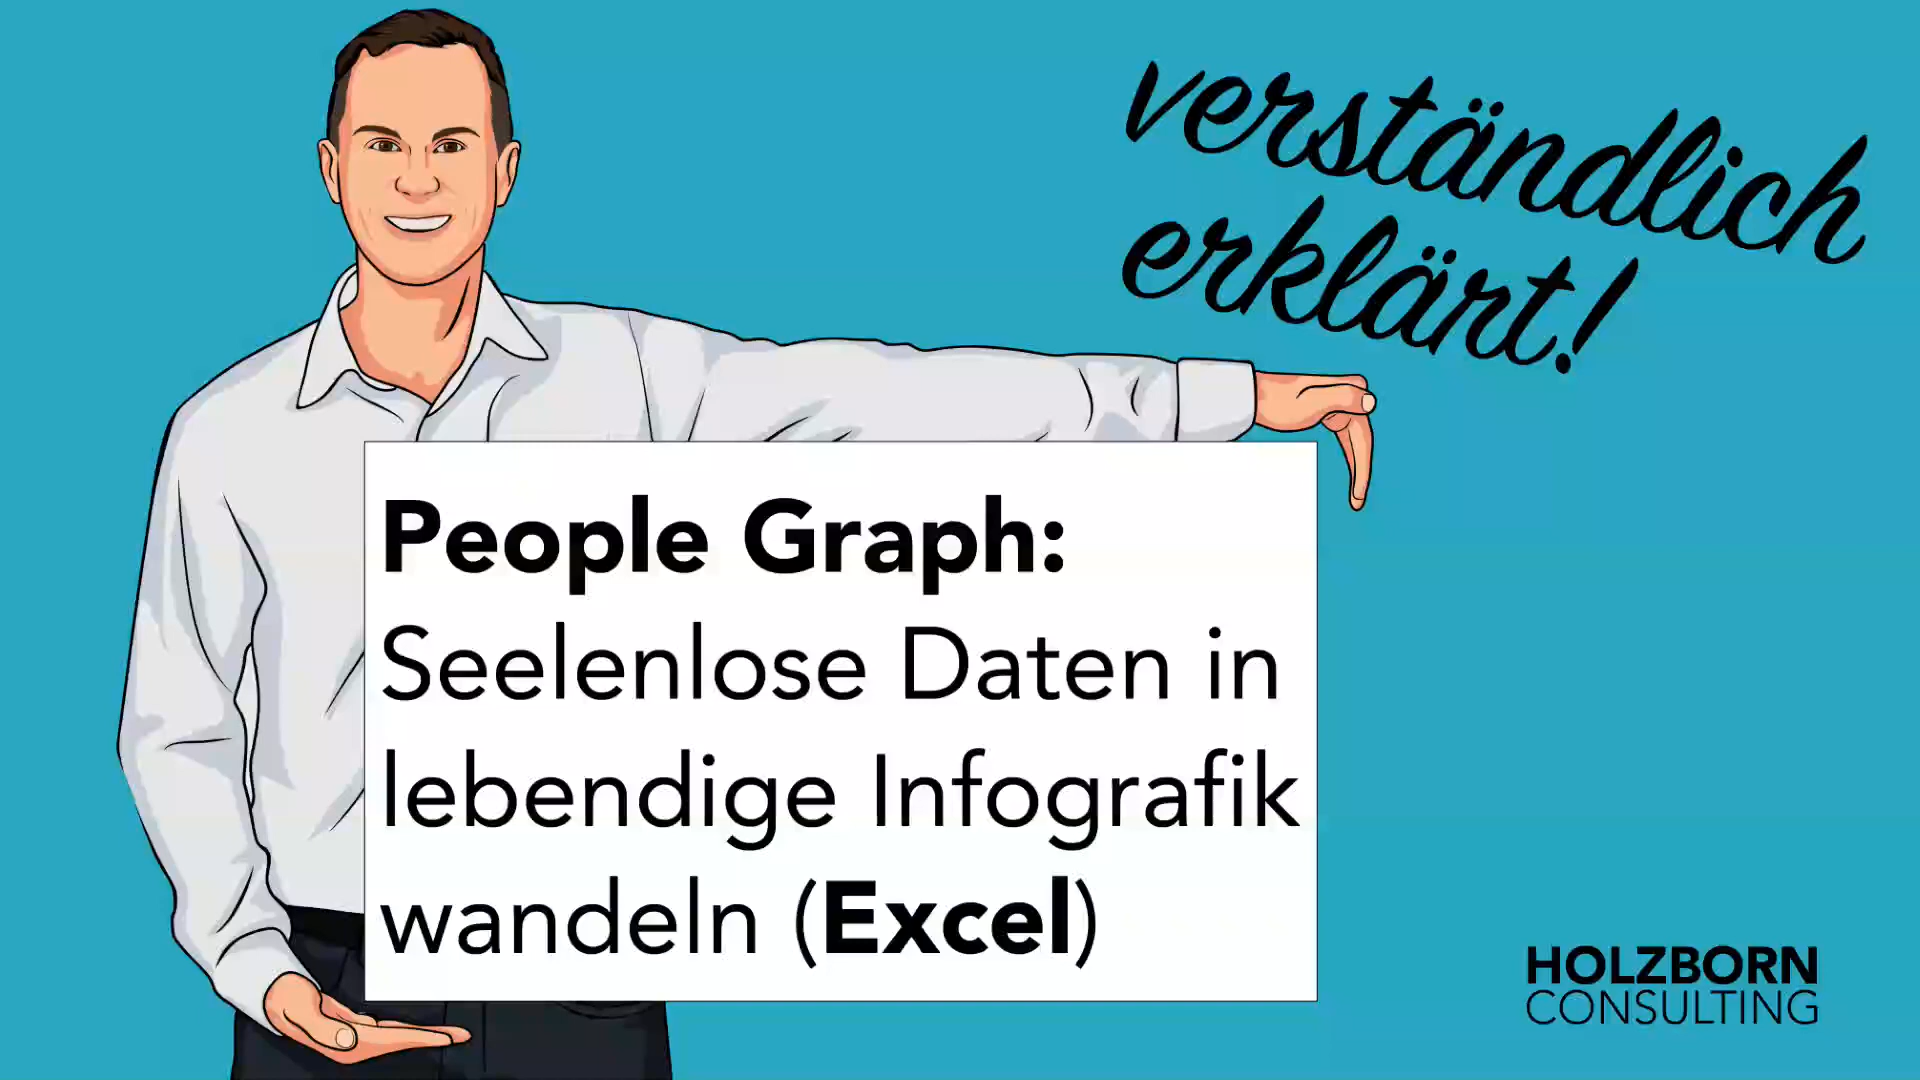 verständlich
erklärt!
People Graph:
Seelenlose Daten in
lebendige Infografik
wandeln (Excel)
HOLZBORN
CONSULTING